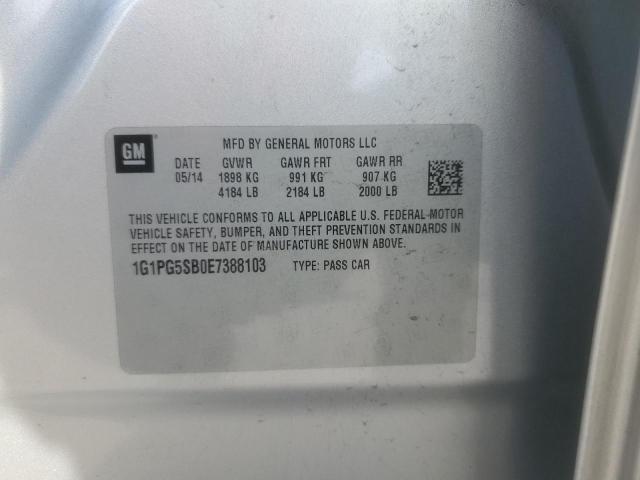 GM
MFD BY GENERAL MOTORS LLC
DATE GVWR GAWR FRT GAWR RR
05/14 1898 KG 991 KG 907 KG
4184 LB 2184 LB 2000 LB
THIS VEHICLE CONFORMS TO ALL APPLICABLE U.S. FEDERAL-MOTOR
VEHICLE SAFETY, BUMPER, AND THEFT PREVENTION STANDARDS IN
EFFECT ON THE DATE OF MANUFACTURE SHOWN ABOVE.
1G1PG5SB0E7388103 TYPE: PASS CAR